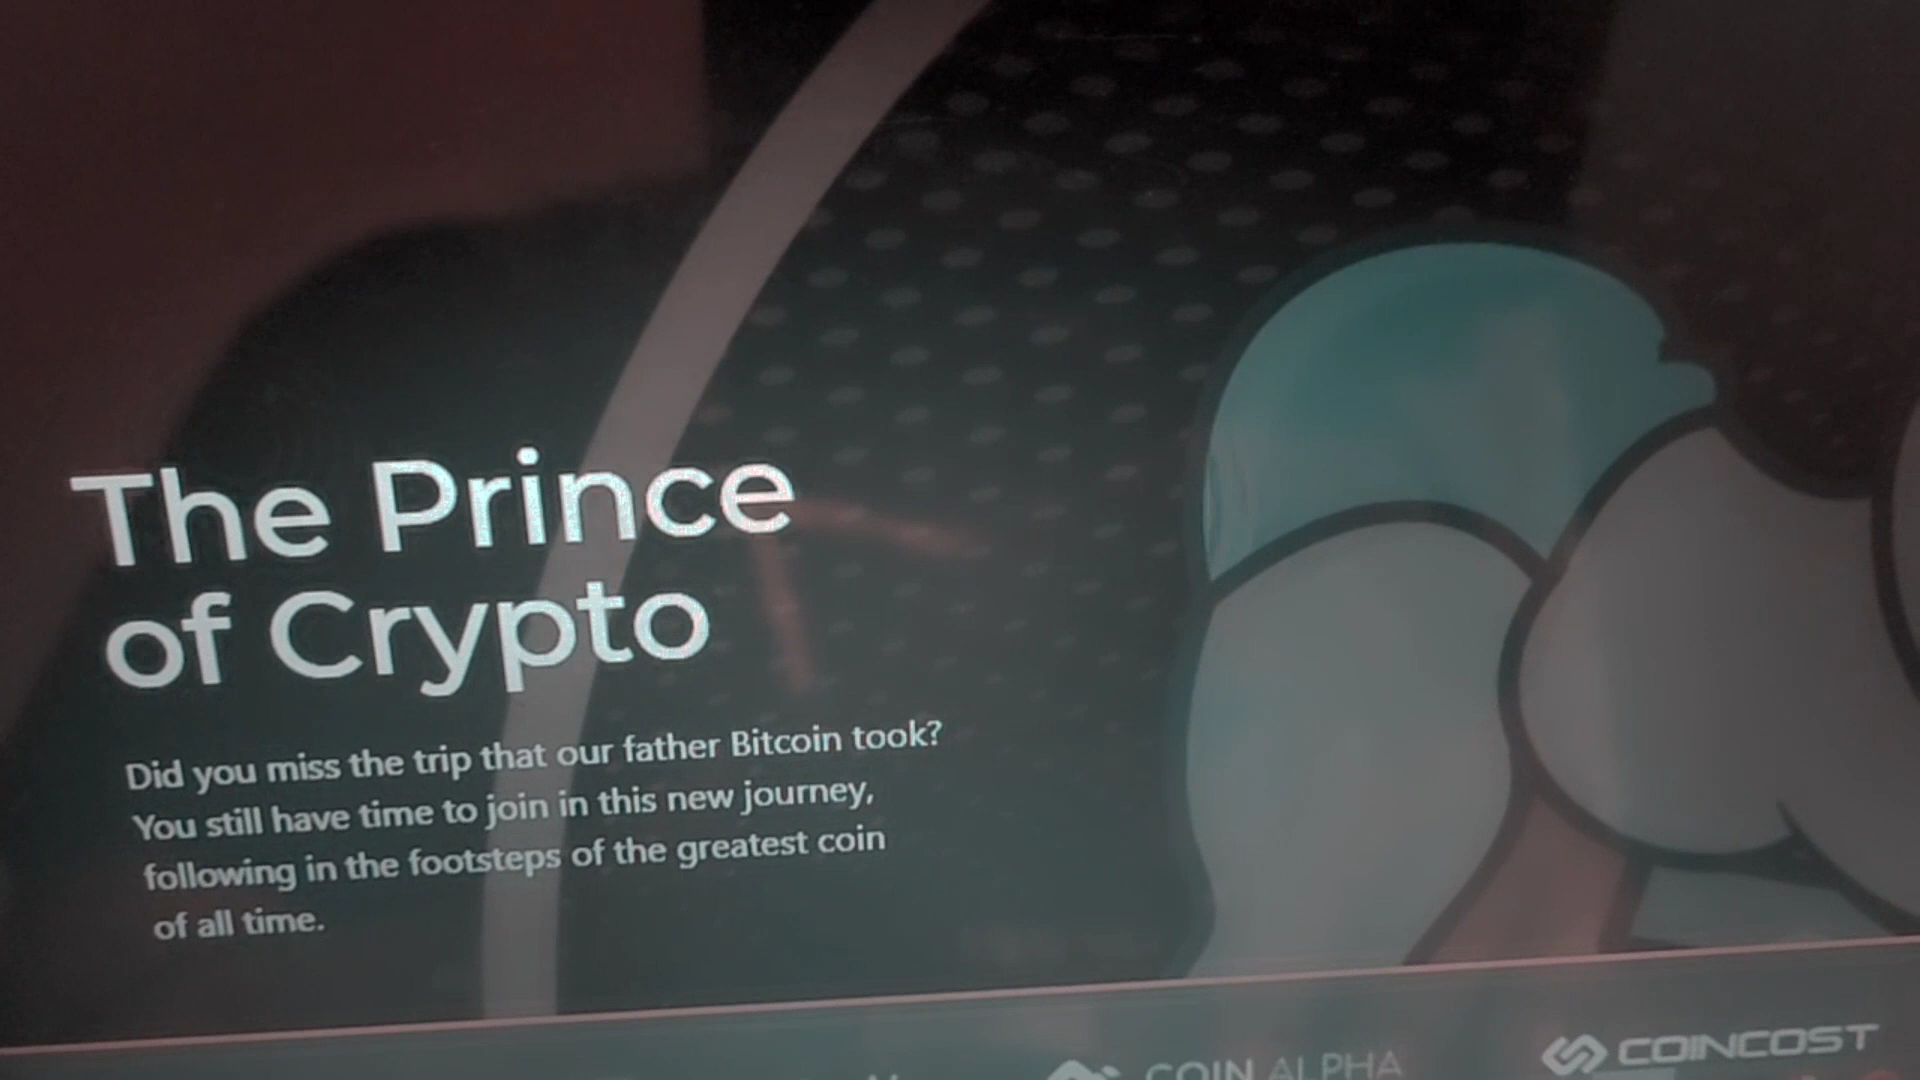 The Prince
of Crypto
Did you miss the trip that our father Bitcoin took?
You still have time to join in this new journey,
following in the footsteps of the greatest coin
of all time.
COIN ALPHA
COINCOST